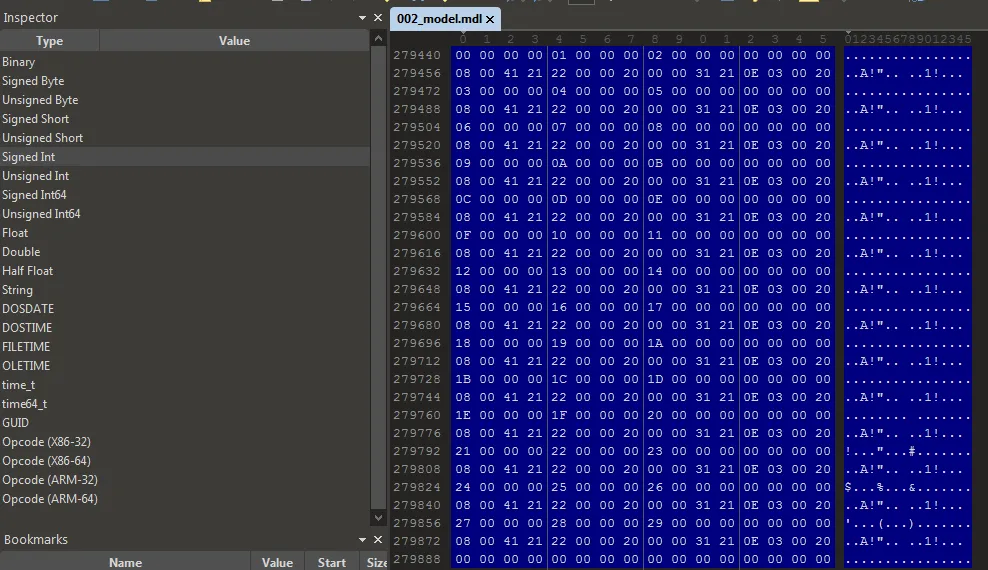 Inspector
Type Value
Binary
Signed Byte
Unsigned Byte
Signed Short
Unsigned Short
Signed Int
Unsigned Int
Signed Int64
Unsigned Int64
Float
Double
Half Float
String
DOSDATE
DOSTIME
FILETIME
OLETIME
time_t
time64_t
GUID
Opcode (X86-32)
Opcode (X86-64)
Opcode (ARM-32)
Opcode (ARM-64)
Bookmarks
Name Value Start Size
002_model.mdl
0 1 2 3 4 5 6 7 8 9 0 1 2 3 4 5 0123456789012345
279440 00 00 00 00 01 00 00 00 02 00 00 00 00 00 00 00 ................
279456 08 00 41 21 22 00 00 20 00 00 31 21 0E 03 00 20 ..A!".. ..1!... 
279472 03 00 00 00 04 00 00 00 05 00 00 00 00 00 00 00 ................
279488 08 00 41 21 22 00 00 20 00 00 31 21 0E 03 00 20 ..A!".. ..1!... 
279504 06 00 00 00 07 00 00 00 08 00 00 00 00 00 00 00 ................
279520 08 00 41 21 22 00 00 20 00 00 31 21 0E 03 00 20 ..A!".. ..1!... 
279536 09 00 00 00 0A 00 00 00 0B 00 00 00 00 00 00 00 ................
279552 08 00 41 21 22 00 00 20 00 00 31 21 0E 03 00 20 ..A!".. ..1!... 
279568 0C 00 00 00 0D 00 00 00 0E 00 00 00 00 00 00 00 ................
279584 08 00 41 21 22 00 00 20 00 00 31 21 0E 03 00 20 ..A!".. ..1!... 
279600 0F 00 00 00 10 00 00 00 11 00 00 00 00 00 00 00 ................
279616 08 00 41 21 22 00 00 20 00 00 31 21 0E 03 00 20 ..A!".. ..1!... 
279632 12 00 00 00 13 00 00 00 14 00 00 00 00 00 00 00 ................
279648 08 00 41 21 22 00 00 20 00 00 31 21 0E 03 00 20 ..A!".. ..1!... 
279664 15 00 00 00 16 00 00 00 17 00 00 00 00 00 00 00 ................
279680 08 00 41 21 22 00 00 20 00 00 31 21 0E 03 00 20 ..A!".. ..1!... 
279696 18 00 00 00 19 00 00 00 1A 00 00 00 00 00 00 00 ................
279712 08 00 41 21 22 00 00 20 00 00 31 21 0E 03 00 20 ..A!".. ..1!... 
279728 1B 00 00 00 1C 00 00 00 1D 00 00 00 00 00 00 00 ................
279744 08 00 41 21 22 00 00 20 00 00 31 21 0E 03 00 20 ..A!".. ..1!... 
279760 1E 00 00 00 1F 00 00 00 20 00 00 00 00 00 00 00 ........ .......
279776 08 00 41 21 22 00 00 20 00 00 31 21 0E 03 00 20 ..A!".. ..1!... 
279792 21 00 00 00 22 00 00 00 23 00 00 00 00 00 00 00 !..."...#.......
279808 08 00 41 21 22 00 00 20 00 00 31 21 0E 03 00 20 ..A!".. ..1!... 
279824 24 00 00 00 25 00 00 00 26 00 00 00 00 00 00 00 $...%...&.......
279840 08 00 41 21 22 00 00 20 00 00 31 21 0E 03 00 20 ..A!".. ..1!... 
279856 27 00 00 00 28 00 00 00 29 00 00 00 00 00 00 00 '...(...).......
279872 08 00 41 21 22 00 00 20 00 00 31 21 0E 03 00 20 ..A!".. ..1!... 
279888 00 00 00 00 00 00 00 00 00 00 00 00 00 00 00 00 ................